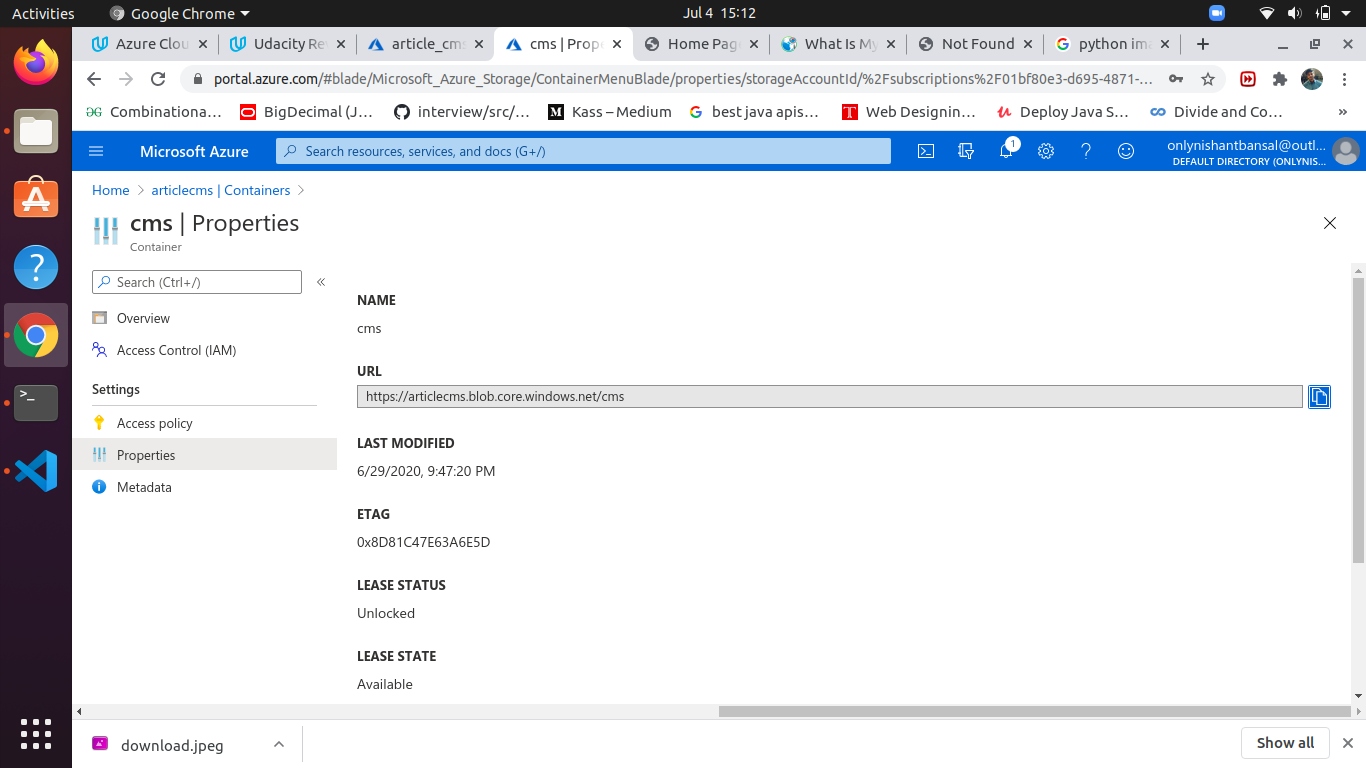 Activities Google Chrome Jul 4 15:12
Azure Clou Udacity Re article_cms cms | Prop Home Page What Is My Not Found python im
portal.azure.com/#blade/Microsoft_Azure_Storage/ContainerMenuBlade/properties/storageAccountId/%2Fsubscriptions%2F01bf80e3-d695-4871-...
Combinationa... BigDecimal (J... interview/src/... Kass – Medium best java apis... Web Designin... Deploy Java S... Divide and Co... »
Microsoft Azure Search resources, services, and docs (G+/) 1 onlynishantbansal@outl...
DEFAULT DIRECTORY (ONLYNIS...
Home > articlecms | Containers >
cms | Properties
Container
Search (Ctrl+/) «
Overview
Access Control (IAM)
Settings
Access policy
Properties
Metadata
NAME
cms
URL
https://articlecms.blob.core.windows.net/cms
LAST MODIFIED
6/29/2020, 9:47:20 PM
ETAG
0x8D81C47E63A6E5D
LEASE STATUS
Unlocked
LEASE STATE
Available
download.jpeg Show all